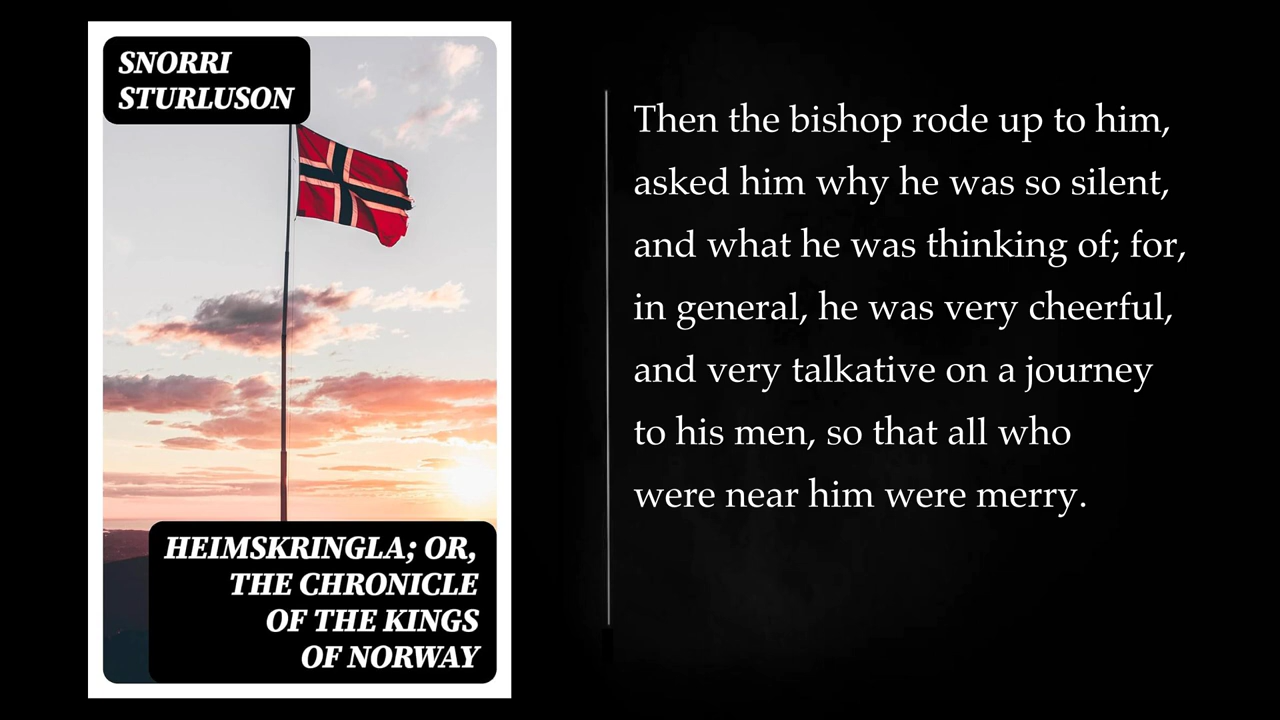 SNORRI
STURLUSON
HEIMSKRINGLA; OR,
THE CHRONICLE
OF THE KINGS
OF NORWAY
Then the bishop rode up to him,
asked him why he was so silent,
and what he was thinking of; for,
in general, he was very cheerful,
and very talkative on a journey
to his men, so that all who
were near him were merry.